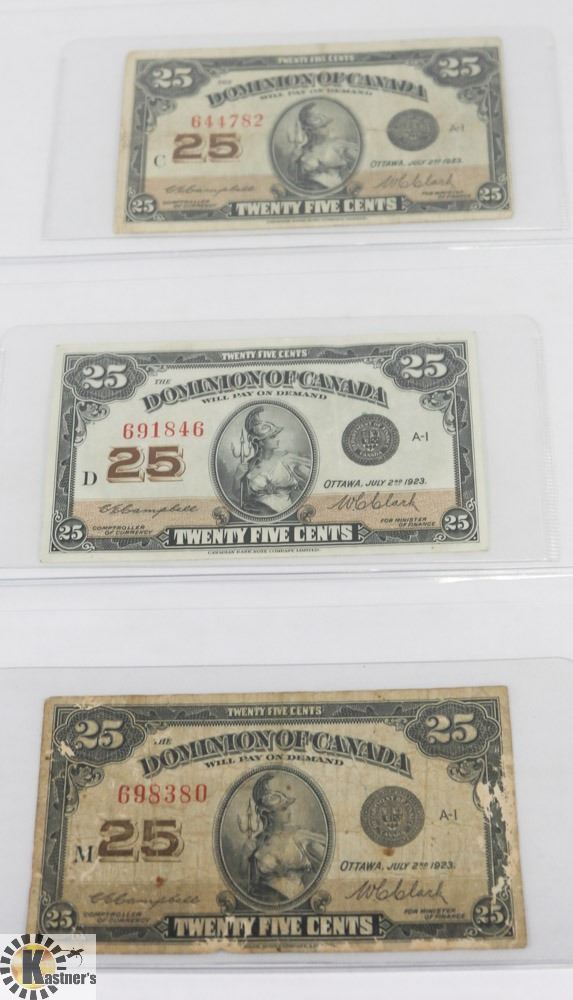 TWENTY FIVE CENTS
25 THE DOMINION OF CANADA 25
WILL PAY ON DEMAND
644782
C 25 A-1
OTTAWA, JULY 2ND 1923.
C E Campbell W C Clark
COMPTROLLER OF CURRENCY FOR MINISTER OF FINANCE
25 TWENTY FIVE CENTS 25
TWENTY FIVE CENTS
25 THE DOMINION OF CANADA 25
WILL PAY ON DEMAND
691846
D 25 A-1
OTTAWA, JULY 2ND 1923.
C E Campbell W C Clark
COMPTROLLER OF CURRENCY FOR MINISTER OF FINANCE
25 TWENTY FIVE CENTS 25
CANADIAN BANK NOTE COMPANY LIMITED.
TWENTY FIVE CENTS
25 THE DOMINION OF CANADA 25
WILL PAY ON DEMAND
698380
M 25 A-1
OTTAWA, JULY 2ND 1923.
C E Campbell W C Clark
COMPTROLLER OF CURRENCY FOR MINISTER OF FINANCE
25 TWENTY FIVE CENTS 25
KASTNER'S